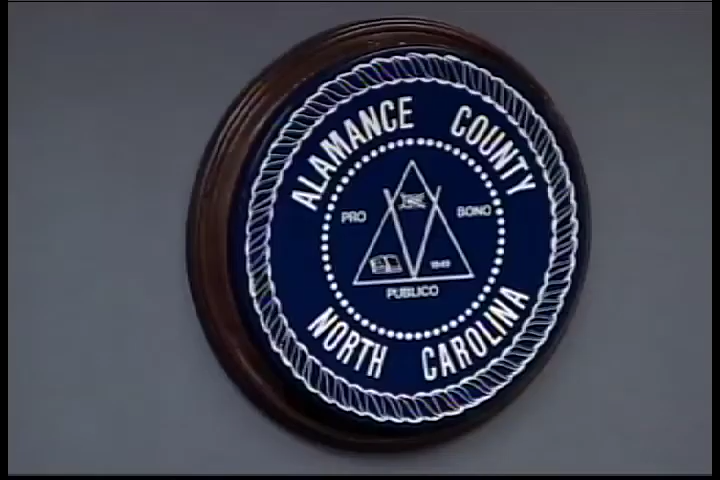 ALAMANCE COUNTY
PRO BONO
1849
PUBLICO
NORTH CAROLINA